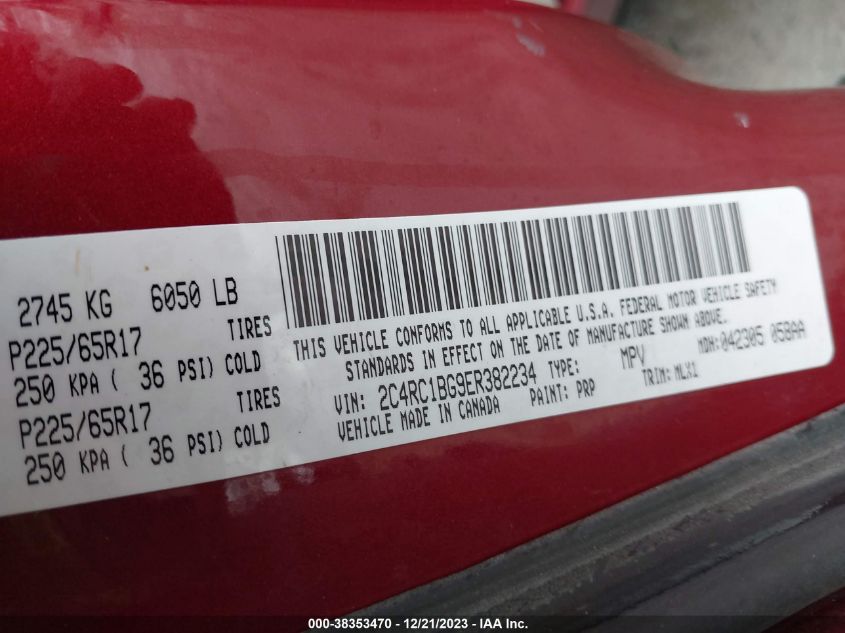 2745 KG 6050 LB
P225/65R17 TIRES
250 KPA ( 36 PSI) COLD
P225/65R17 TIRES
250 KPA ( 36 PSI) COLD
THIS VEHICLE CONFORMS TO ALL APPLICABLE U.S.A. FEDERAL MOTOR VEHICLE SAFETY
STANDARDS IN EFFECT ON THE DATE OF MANUFACTURE SHOWN ABOVE.
VIN: 2C4RC1BG9ER382234 TYPE: MPV MDH: 042305 058AA
VEHICLE MADE IN CANADA PAINT: PRP TRIM: MLX1
000-38353470 — 12/21/2023 — IAA Inc.